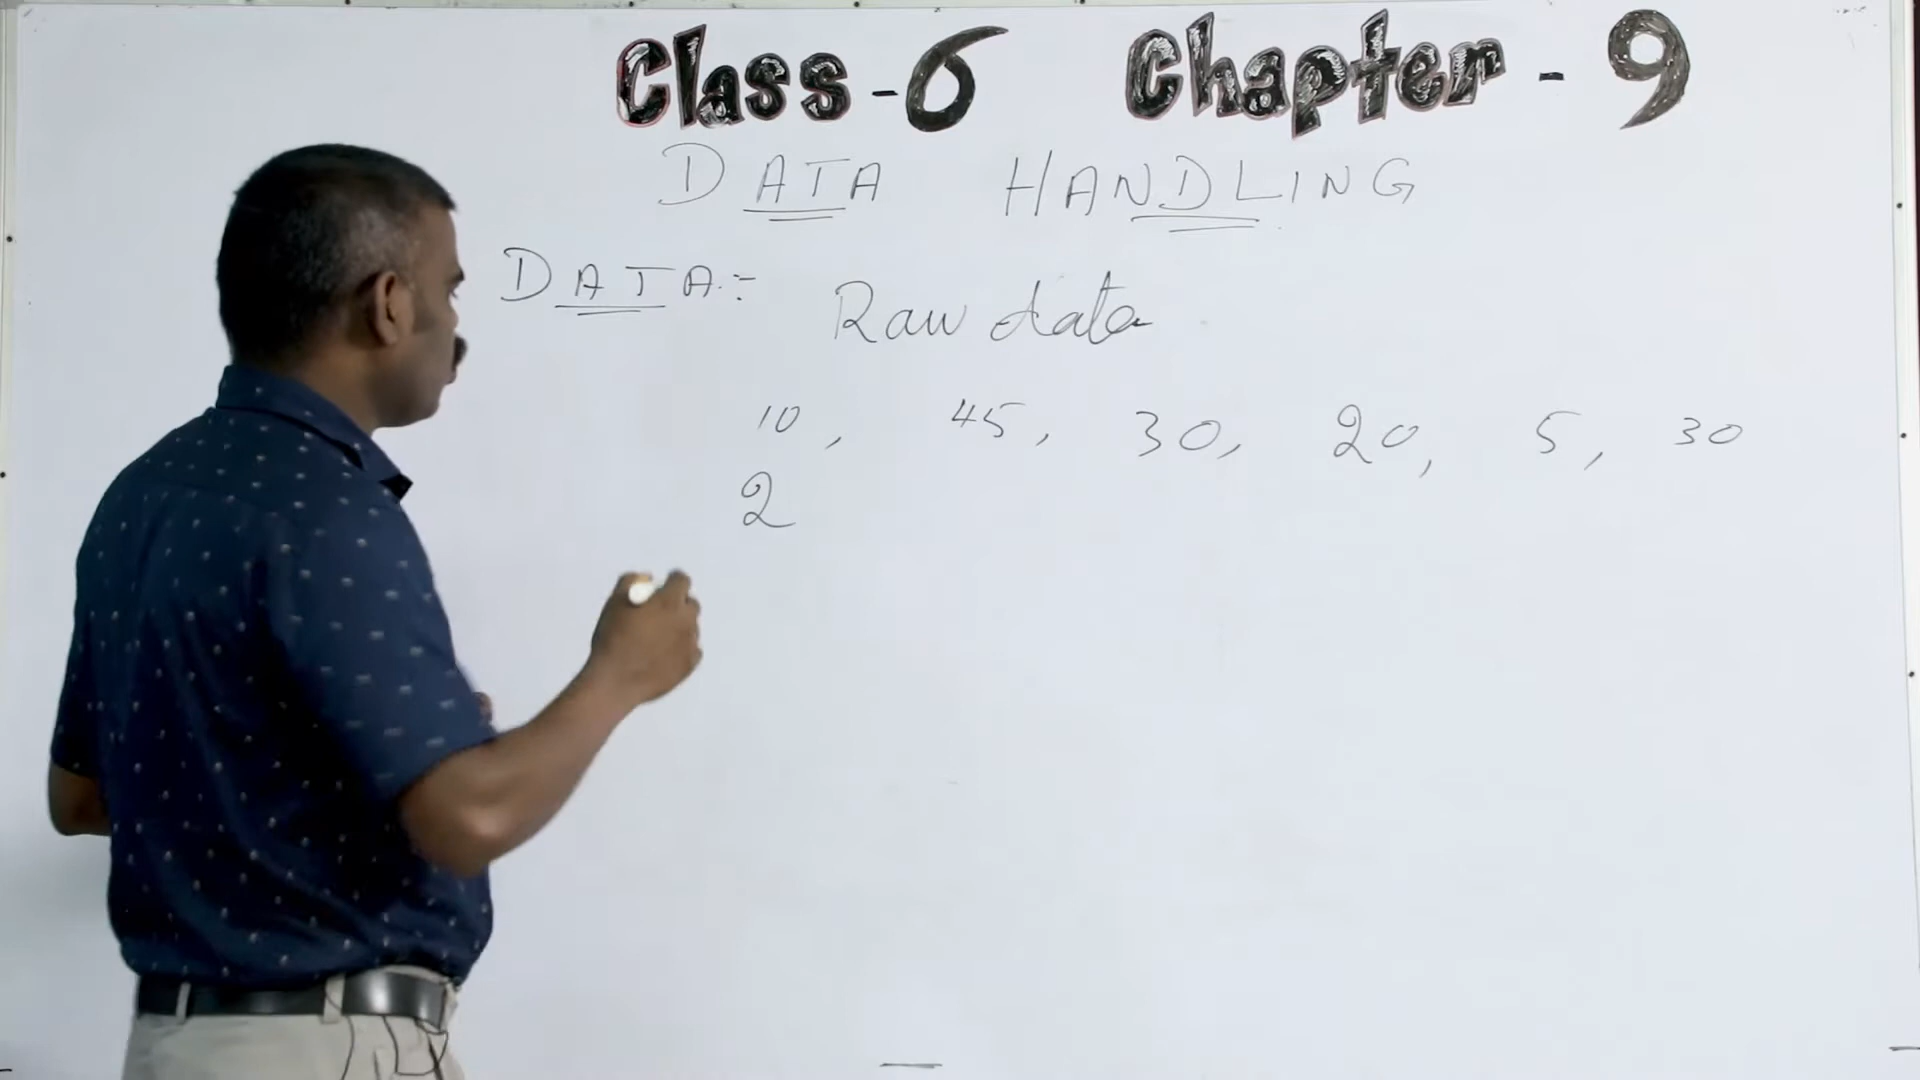 Class - 6 Chapter - 9
DATA HANDLING
DATA :- Raw data
10, 45, 30, 20, 5, 30
2